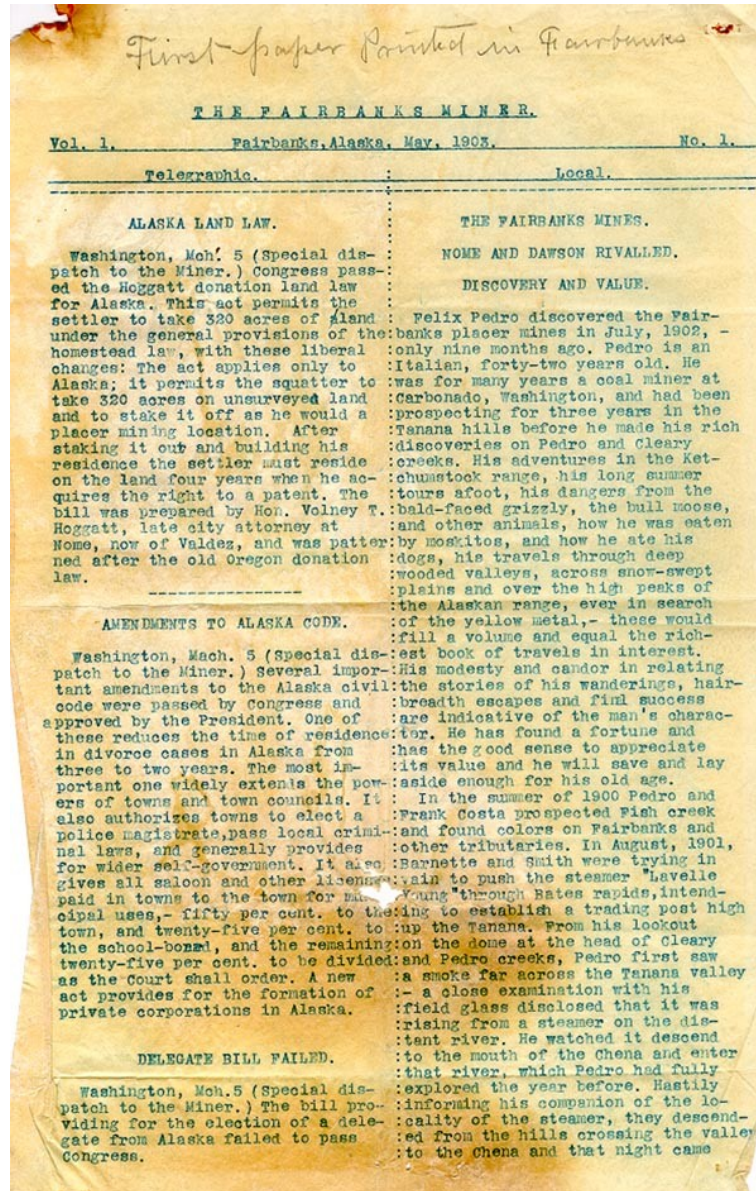 First paper Printed in Fairbanks
THE FAIRBANKS MINER.
Vol. 1. Fairbanks, Alaska, May, 1903. No. 1.
Telegraphic. : Local.
ALASKA LAND LAW.
Washington, Mch. 5 (Special dis-
patch to the Miner.) Congress pass-
ed the Hoggatt donation land law
for Alaska. This act permits the
settler to take 320 acres of land
under the general provisions of the
homestead law, with these liberal
changes: The act applies only to
Alaska; it permits the squatter to
take 320 acres on unsurveyed land
and to stake it off as he would a
placer mining location. After
staking it out and building his
residence the settler must reside
on the land four years when he ac-
quires the right to a patent. The
bill was prepared by Hon. Volney T.
Hoggatt, late city attorney at
Nome, now of Valdez, and was patter
ned after the old Oregon donation
law.
AMENDMENTS TO ALASKA CODE.
Washington, Mach. 5 (Special dis-
patch to the Miner.) Several impor-
tant amendments to the Alaska civil
code were passed by Congress and
approved by the President. One of
these reduces the time of residence
in divorce cases in Alaska from
three to two years. The most im-
portant one widely extends the pow-
ers of towns and town councils. It
also authorizes towns to elect a
police magistrate,pass local crimi-
nal laws, and generally provides
for wider self-government. It also
gives all saloon and other license
paid in towns to the town for
cipal uses,- fifty per cent. to the
town, and twenty-five per cent. to
the school-board, and the remaining
twenty-five per cent. to be divided
as the Court shall order. A new
act provides for the formation of
private corporations in Alaska.
DELEGATE BILL FAILED.
Washington, Mch.5 (Special dis-
patch to the Miner.) The bill pro-
viding for the election of a dele-
gate from Alaska failed to pass
Congress.
THE FAIRBANKS MINES.
NOME AND DAWSON RIVALLED.
DISCOVERY AND VALUE.
Felix Pedro discovered the Fair-
banks placer mines in July, 1902, -
only nine months ago. Pedro is an
Italian, forty-two years old. He
was for many years a coal miner at
Carbonado, Washington, and had been
prospecting for three years in the
Tanana hills before he made his rich
discoveries on Pedro and Cleary
creeks. His adventures in the Ket-
chumstock range, his long summer
tours afoot, his dangers from the
bald-faced grizzly, the bull moose,
and other animals, how he was eaten
by moskitos, and how he ate his
dogs, his travels through deep
wooded valleys, across snow-swept
plains and over the high peaks of
the Alaskan range, ever in search
of the yellow metal,- these would
fill a volume and equal the rich-
est book of travels in interest.
His modesty and candor in relating
the stories of his wanderings, hair-
breadth escapes and final success
are indicative of the man's charac-
ter. He has found a fortune and
has the good sense to appreciate
its value and he will save and lay
aside enough for his old age.
In the summer of 1900 Pedro and
Frank Costa prospected Fish creek
and found colors on Fairbanks and
other tributaries. In August, 1901,
Barnette and Smith were trying in
vain to push the steamer "Lavelle
Young"through Bates rapids,intend-
ing to establish a trading post high
up the Tanana. From his lookout
on the dome at the head of Cleary
and Pedro creeks, Pedro first saw
a smoke far across the Tanana valley
- a close examination with his
field glass disclosed that it was
rising from a steamer on the dis-
tant river. He watched it descend
to the mouth of the Chena and enter
that river, which Pedro had fully
explored the year before. Hastily
informing his companion of the lo-
cality of the steamer, they descend-
ed from the hills crossing the valley
to the Chena and that night came